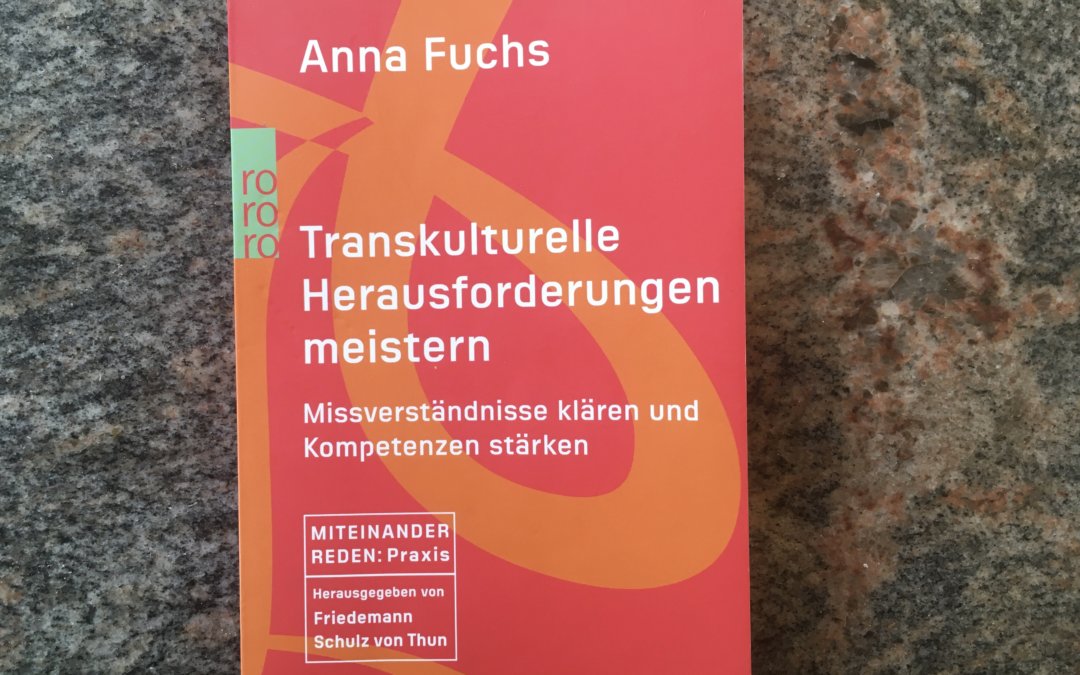 Anna Fuchs
ro
ro
ro
Transkulturelle
Herausforderungen
meistern
Missverständnisse klären und
Kompetenzen stärken
MITEINANDER
REDEN: Praxis
Herausgegeben von
Friedemann
Schulz von Thun